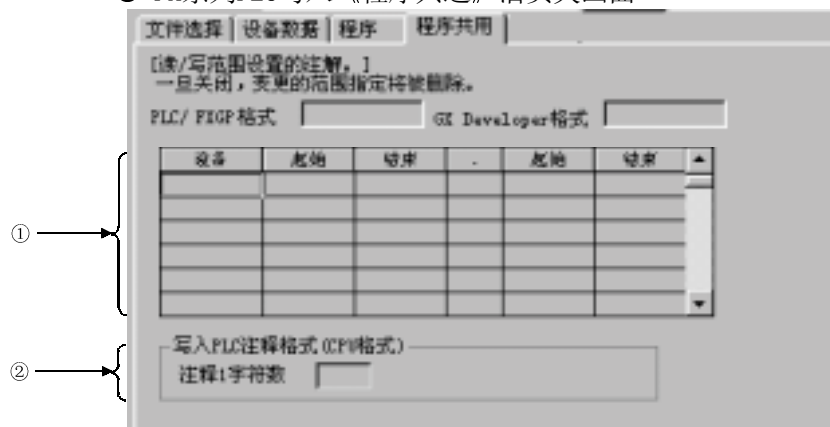 文件选择 设备数据 程序 程序共用
[读/写范围设置的注解。]
一旦关闭，变更的范围指定将被删除。
PLC/FXGP格式 GX Developer格式
设备 起始 结束 . 起始 结束
①
写入PLC注释格式(CPU格式)
② 注释1字符数